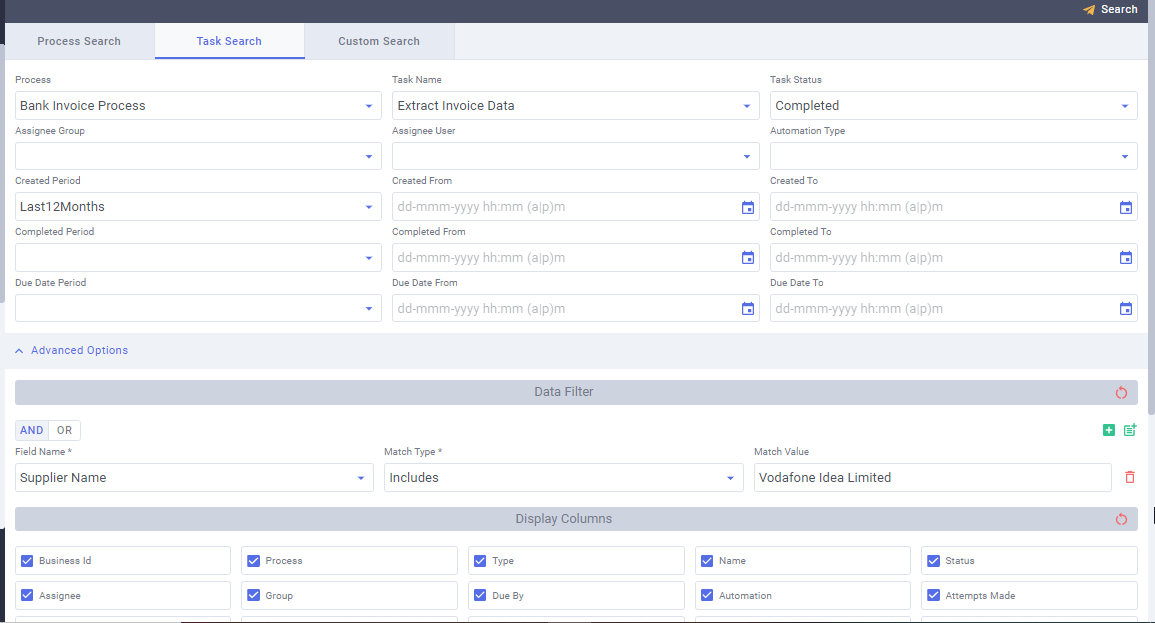 Search
Process Search Task Search Custom Search
Process Task Name Task Status
Bank Invoice Process Extract Invoice Data Completed
Assignee Group Assignee User Automation Type
Created Period Created From Created To
Last12Months dd-mmm-yyyy hh:mm (a|p)m dd-mmm-yyyy hh:mm (a|p)m
Completed Period Completed From Completed To
dd-mmm-yyyy hh:mm (a|p)m dd-mmm-yyyy hh:mm (a|p)m
Due Date Period Due Date From Due Date To
dd-mmm-yyyy hh:mm (a|p)m dd-mmm-yyyy hh:mm (a|p)m
Advanced Options
Data Filter
AND OR
Field Name * Match Type * Match Value
Supplier Name Includes Vodafone Idea Limited
Display Columns
Business Id Process Type Name Status
Assignee Group Due By Automation Attempts Made